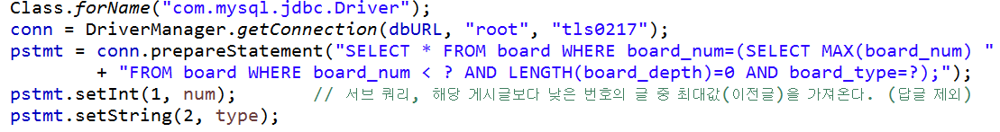 Class.forName("com.mysql.jdbc.Driver");
conn = DriverManager.getConnection(dbURL, "root", "tls0217");
pstmt = conn.prepareStatement("SELECT * FROM board WHERE board_num=(SELECT MAX(board_num) "
        + "FROM board WHERE board_num < ? AND LENGTH(board_depth)=0 AND board_type=?);");
pstmt.setInt(1, num);        // 서브 쿼리, 해당 게시글보다 낮은 번호의 글 중 최대값(이전글)을 가져온다. (답글 제외)
pstmt.setString(2, type);